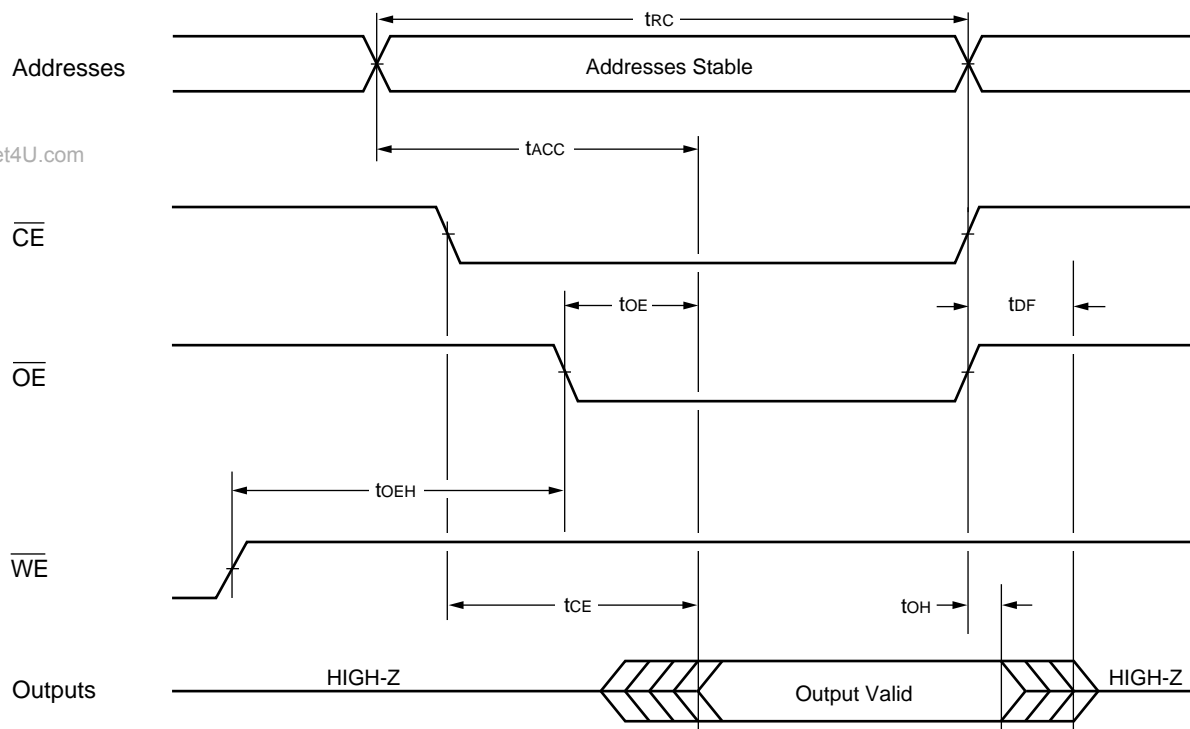 tRC
Addresses
Addresses Stable
et4U.com
tACC
CE
tOE
tDF
OE
tOEH
WE
tCE
tOH
HIGH-Z
HIGH-Z
Outputs
Output Valid